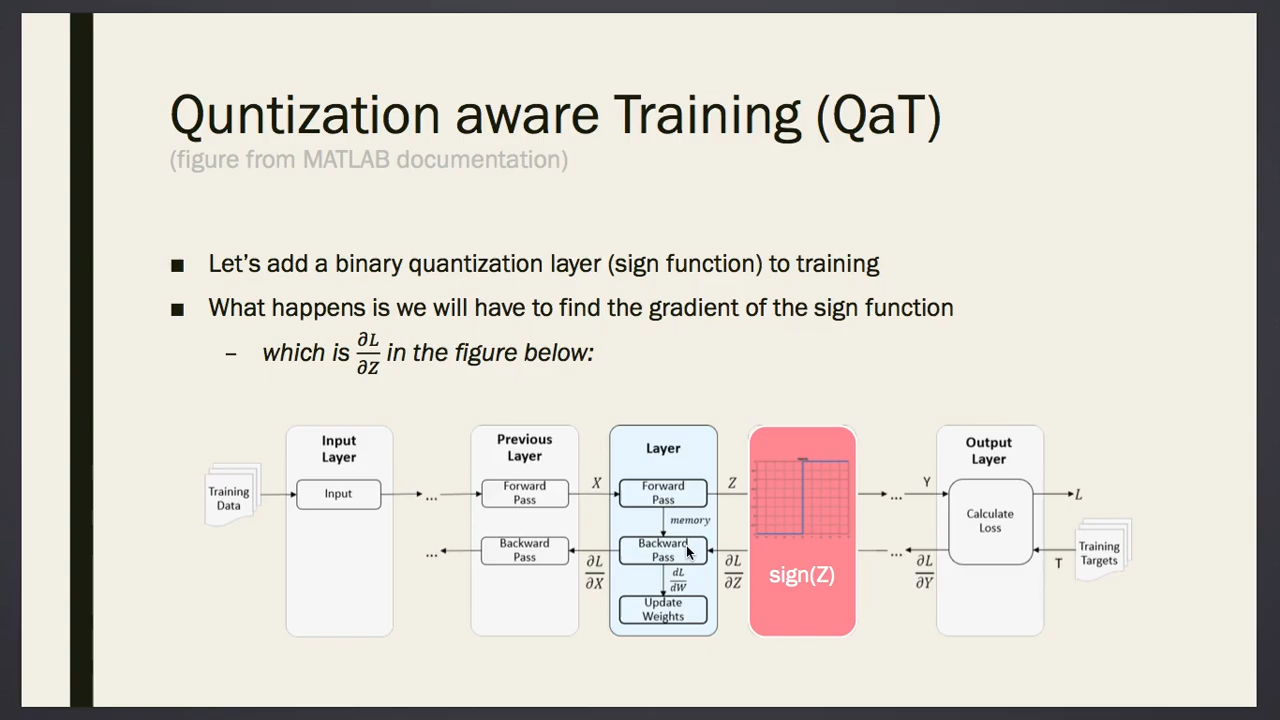 Quntization aware Training (QaT)
(figure from MATLAB documentation)
■ Let's add a binary quantization layer (sign function) to training
■ What happens is we will have to find the gradient of the sign function
– which is ∂L/∂Z in the figure below:
Input Layer
Previous Layer
Layer
Output Layer
Training Data
Input
...
Forward Pass
X
Forward Pass
Z
...
Y
Calculate Loss
L
memory
...
Backward Pass
∂L/∂X
Backward Pass
∂L/∂Z
sign(Z)
...
∂L/∂Y
T
Training Targets
dL/dW
Update Weights